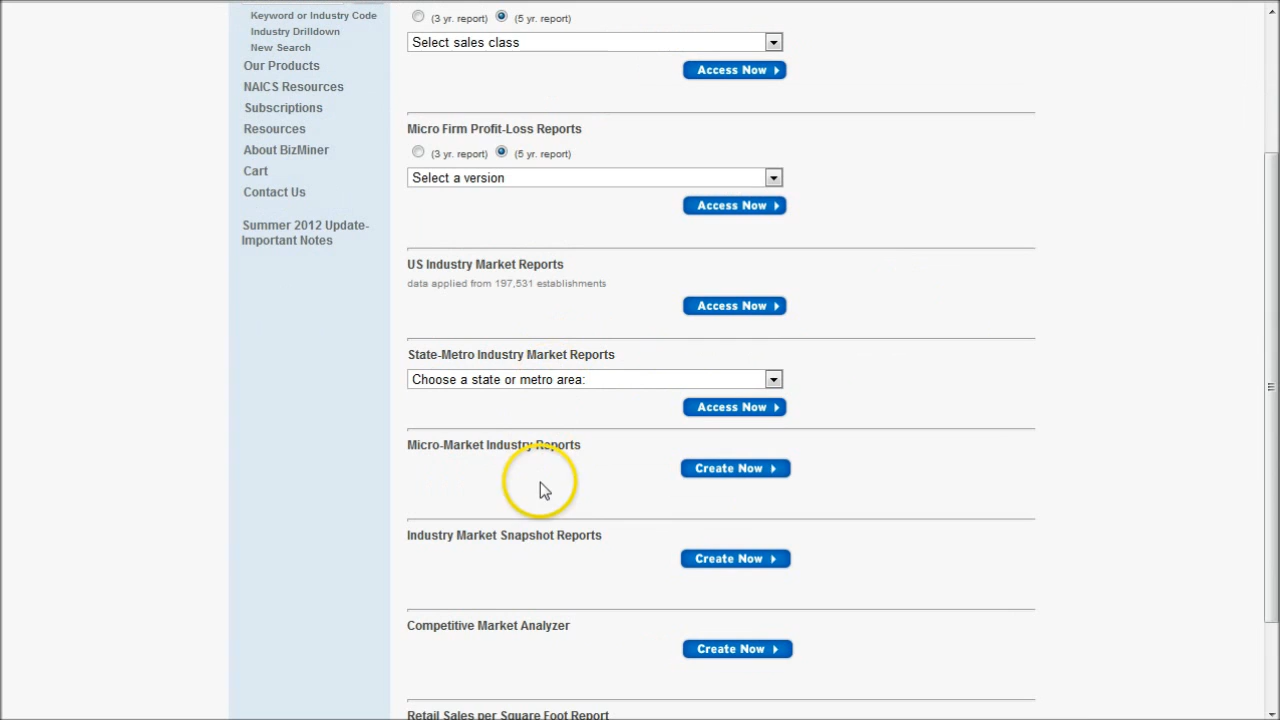 Keyword or Industry Code
Industry Drilldown
New Search
Our Products
NAICS Resources
Subscriptions
Resources
About BizMiner
Cart
Contact Us
Summer 2012 Update-
Important Notes
(3 yr. report) (5 yr. report)
Select sales class
Access Now
Micro Firm Profit-Loss Reports
(3 yr. report) (5 yr. report)
Select a version
Access Now
US Industry Market Reports
data applied from 197,531 establishments
Access Now
State-Metro Industry Market Reports
Choose a state or metro area:
Access Now
Micro-Market Industry Reports
Create Now
Industry Market Snapshot Reports
Create Now
Competitive Market Analyzer
Create Now
Retail Sales per Square Foot Report